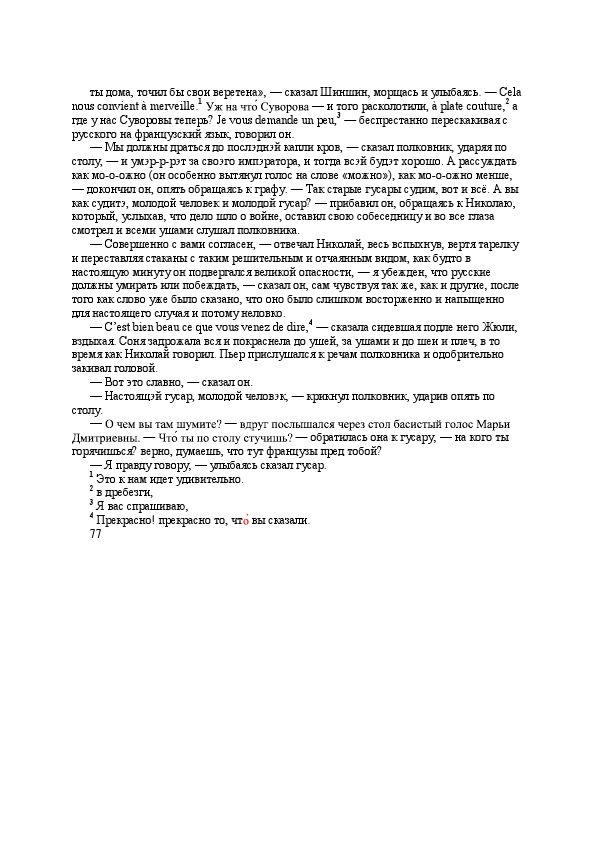 ты дома, точил бы свои веретена», — сказал Шиншин, морщась и улыбаясь. — Cela
nous convient à merveille.¹ Уж на что́ Суворова — и того расколотили, à plate couture,² а
где у нас Суворовы теперь? Je vous demande un peu,³ — беспрестанно перескакивая с
русского на французский язык, говорил он.
— Мы должны драться до послэднэй капли кров, — сказал полковник, ударяя по
столу, — и умэр-р-рэт за своэго импэратора, и тогда всэй будэт хорошо. А рассуждать
как мо-о-ожно (он особенно вытянул голос на слове «можно»), как мо-о-ожно менше,
— докончил он, опять обращаясь к графу. — Так старые гусары судим, вот и всё. А вы
как судитэ, молодой человек и молодой гусар? — прибавил он, обращаясь к Николаю,
который, услыхав, что дело шло о войне, оставил свою собеседницу и во все глаза
смотрел и всеми ушами слушал полковника.
— Совершенно с вами согласен, — отвечал Николай, весь вспыхнув, вертя тарелку
и переставляя стаканы с таким решительным и отчаянным видом, как будто в
настоящую минуту он подвергался великой опасности, — я убежден, что русские
должны умирать или побеждать, — сказал он, сам чувствуя так же, как и другие, после
того как слово уже было сказано, что оно было слишком восторженно и напыщенно
для настоящего случая и потому неловко.
— C’est bien beau ce que vous venez de dire,⁴ — сказала сидевшая подле него Жюли,
вздыхая. Соня задрожала вся и покраснела до ушей, за ушами и до шеи и плеч, в то
время как Николай говорил. Пьер прислушался к речам полковника и одобрительно
закивал головой.
— Вот это славно, — сказал он.
— Настоящэй гусар, молодой человэк, — крикнул полковник, ударив опять по
столу.
— О чем вы там шумите? — вдруг послышался через стол басистый голос Марьи
Дмитриевны. — Что́ ты по столу стучишь? — обратилась она к гусару, — на кого ты
горячишься? верно, думаешь, что тут французы пред тобой?
— Я правду говору, — улыбаясь сказал гусар.
¹ Это к нам идет удивительно.
² в дребезги,
³ Я вас спрашиваю,
⁴ Прекрасно! прекрасно то, что́ вы сказали.
77